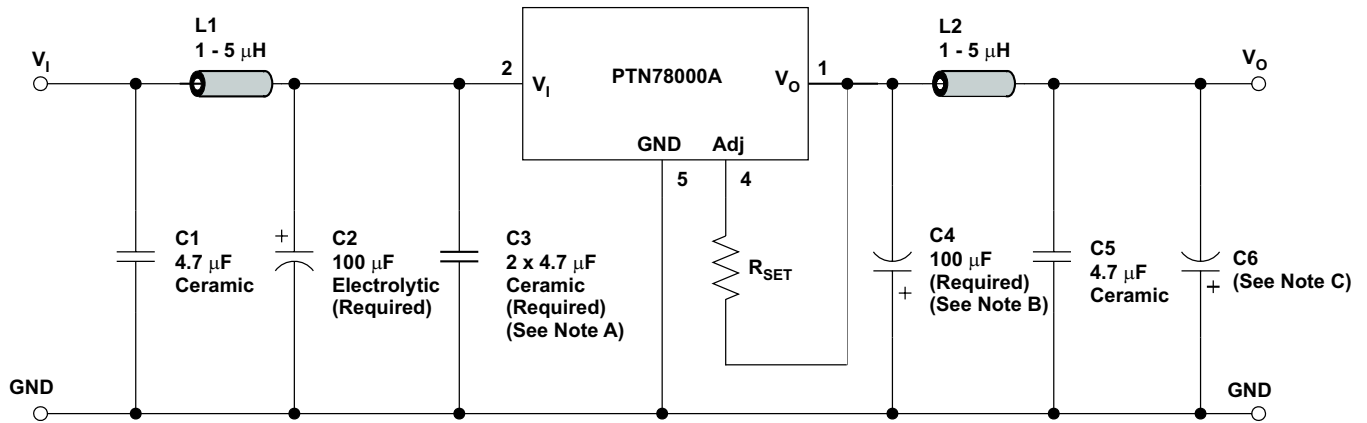 L1
1 - 5 μH
V_I
2
V_I
PTN78000A
V_O
1
GND
Adj
5
4
L2
1 - 5 μH
V_O
C1
4.7 μF
Ceramic
+
C2
100 μF
Electrolytic
(Required)
C3
2 x 4.7 μF
Ceramic
(Required)
(See Note A)
R_SET
C4
100 μF
(Required)
(See Note B)
+
C5
4.7 μF
Ceramic
C6
(See Note C)
+
GND
GND